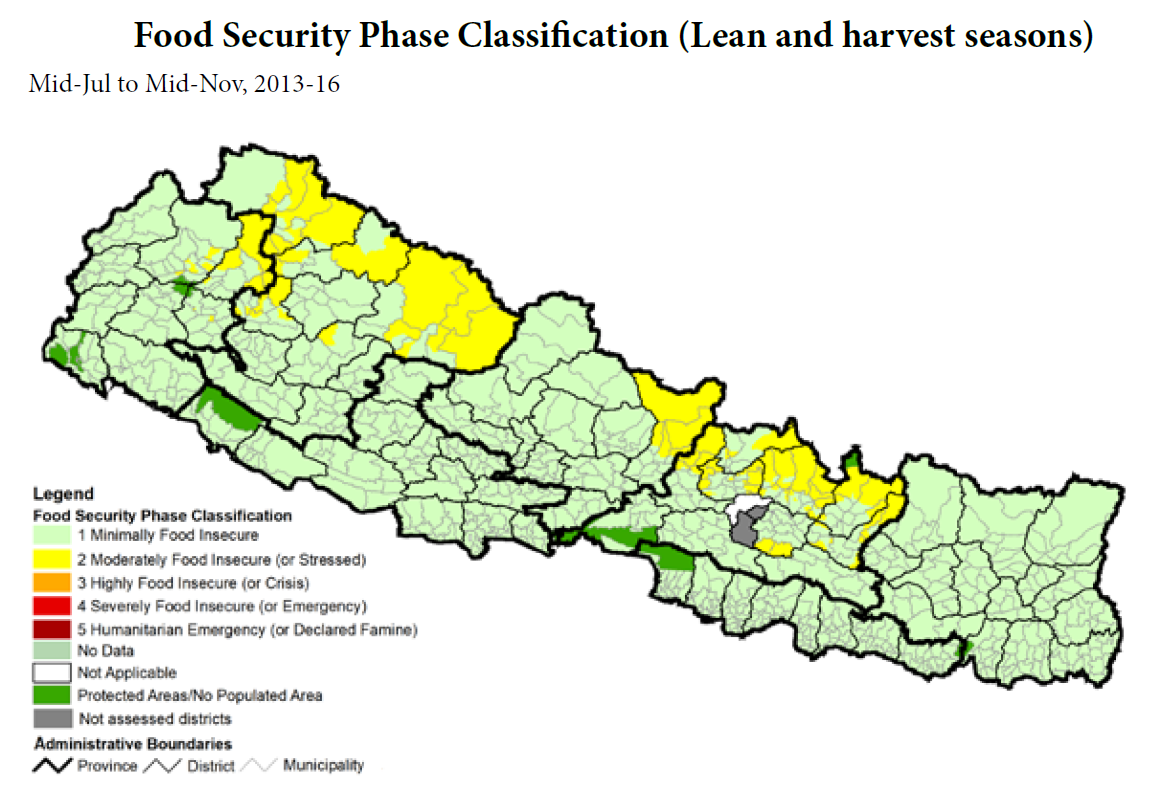 Food Security Phase Classification (Lean and harvest seasons)
Mid-Jul to Mid-Nov, 2013-16
Legend
Food Security Phase Classification
1 Minimally Food Insecure
2 Moderately Food Insecure (or Stressed)
3 Highly Food Insecure (or Crisis)
4 Severely Food Insecure (or Emergency)
5 Humanitarian Emergency (or Declared Famine)
No Data
Not Applicable
Protected Areas/No Populated Area
Not assessed districts
Administrative Boundaries
Province District Municipality